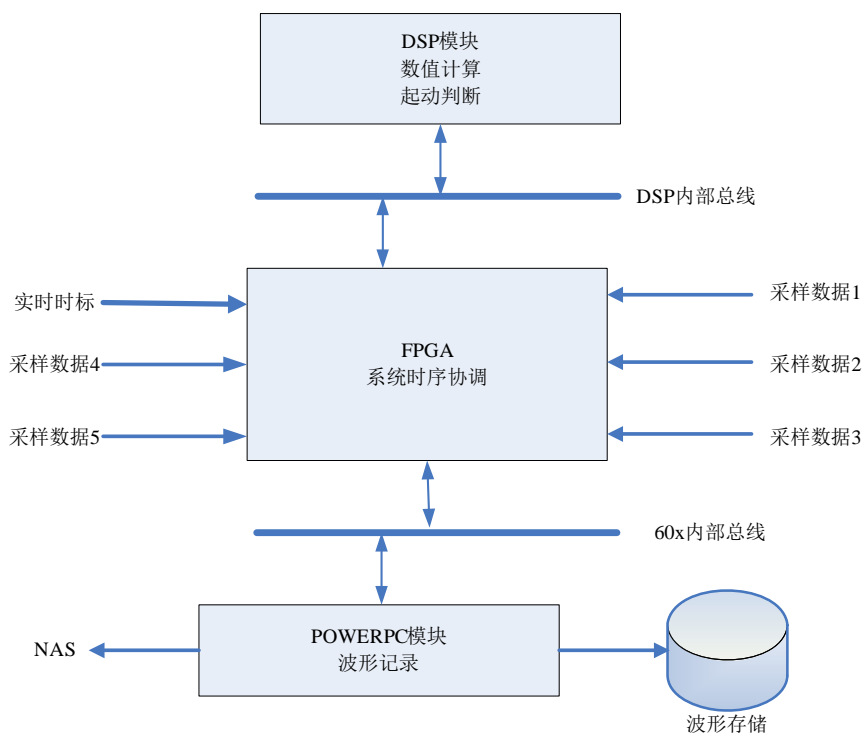 DSP模块
数值计算
起动判断
DSP内部总线
实时时标
采样数据4
采样数据5
FPGA
系统时序协调
采样数据1
采样数据2
采样数据3
60x内部总线
NAS
POWERPC模块
波形记录
波形存储